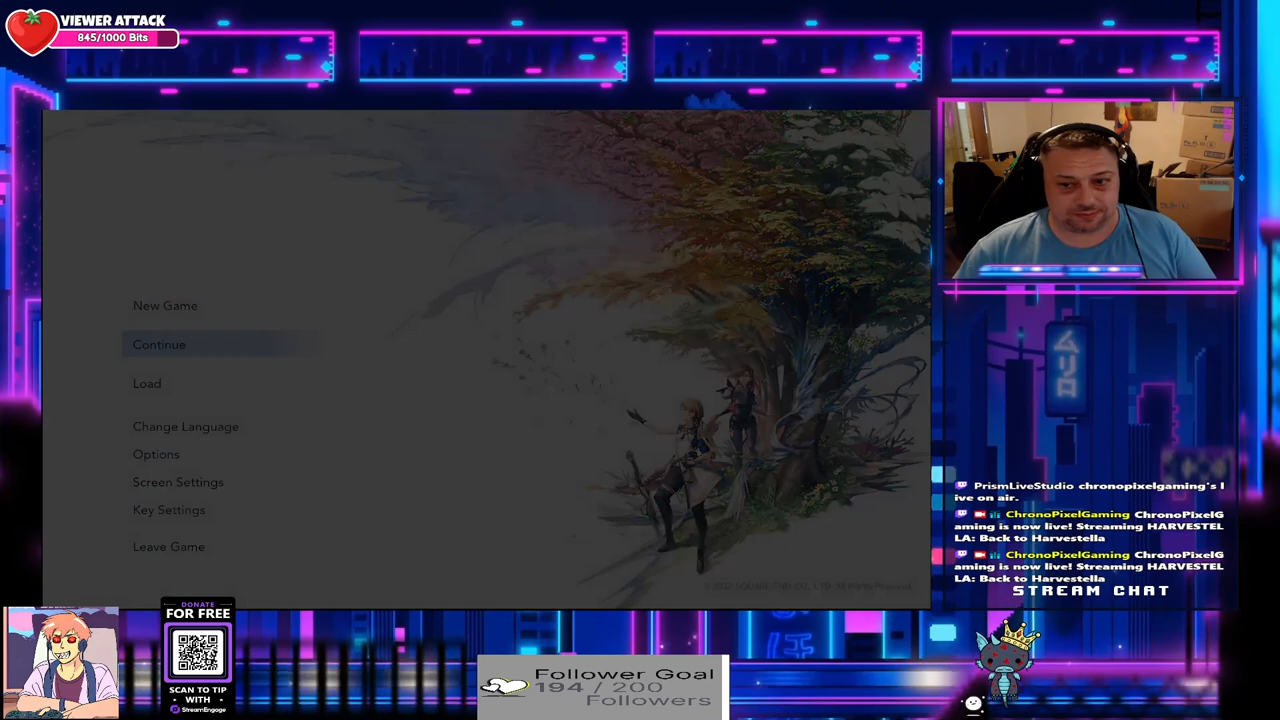 VIEWER ATTACK
845/1000 Bits
New Game
Continue
Load
Change Language
Options
Screen Settings
Key Settings
Leave Game
PrismLiveStudio chronopixelgaming's l
ive on air.
ChronoPixelGaming ChronoPixelG
aming is now live! Streaming HARVESTEL
LA: Back to Harvestella
ChronoPixelGaming ChronoPixelG
aming is now live! Streaming HARVESTEL
LA: Back to Harvestella
STREAM CHAT
DONATE
FOR FREE
SCAN TO TIP
• WITH •
StreamEngage
Follower Goal
194 / 200
Followers